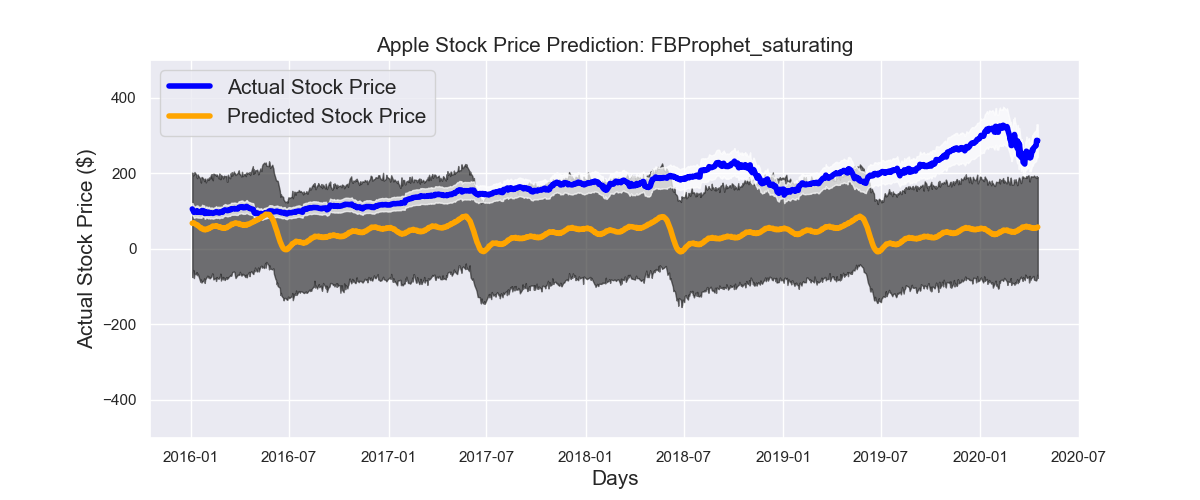 Apple Stock Price Prediction: FBProphet_saturating
Actual Stock Price
Predicted Stock Price
Actual Stock Price ($)
400
200
0
−200
−400
2016-01 2016-07 2017-01 2017-07 2018-01 2018-07 2019-01 2019-07 2020-01 2020-07
Days